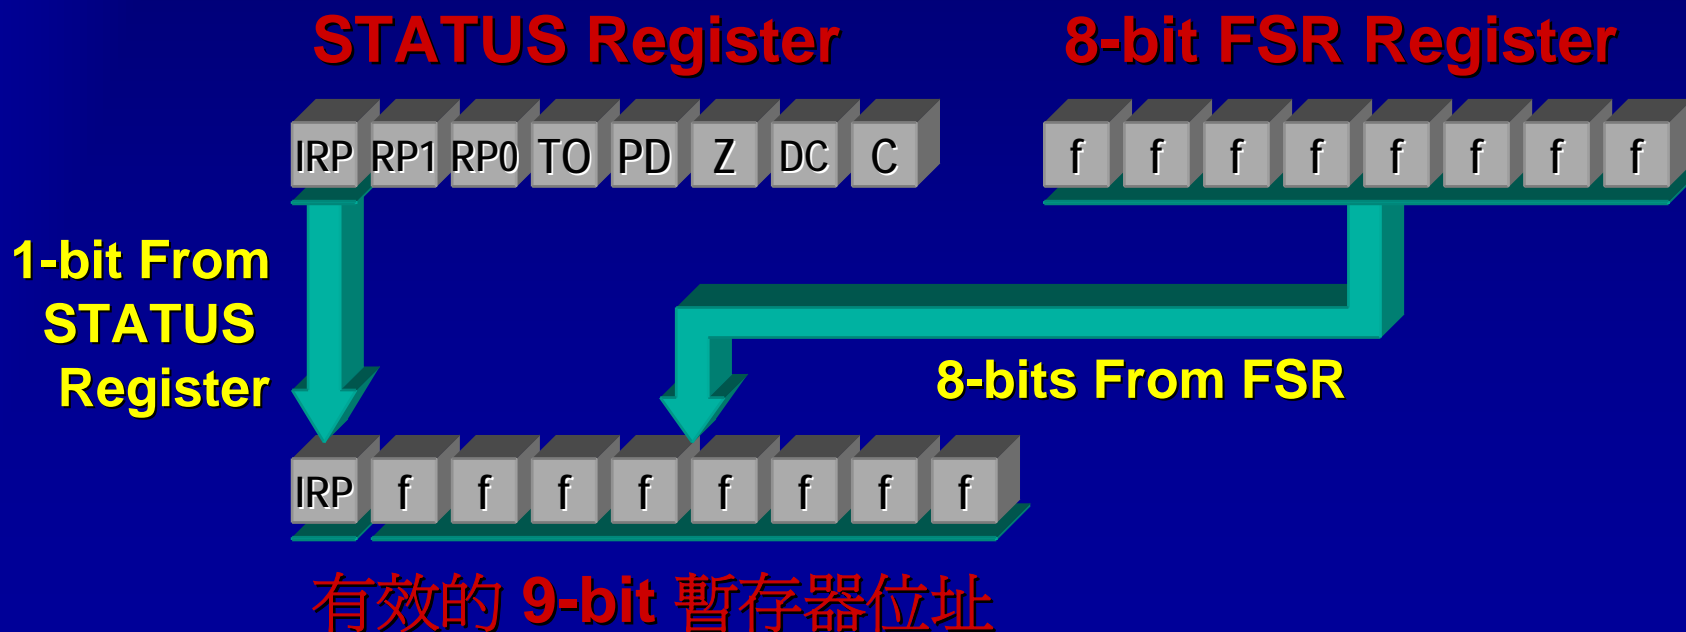 STATUS Register
8-bit FSR Register
IRP RP1 RP0 TO PD Z DC C
f f f f f f f f
1-bit From
STATUS
Register
8-bits From FSR
IRP f f f f f f f f
有效的 9-bit 暫存器位址